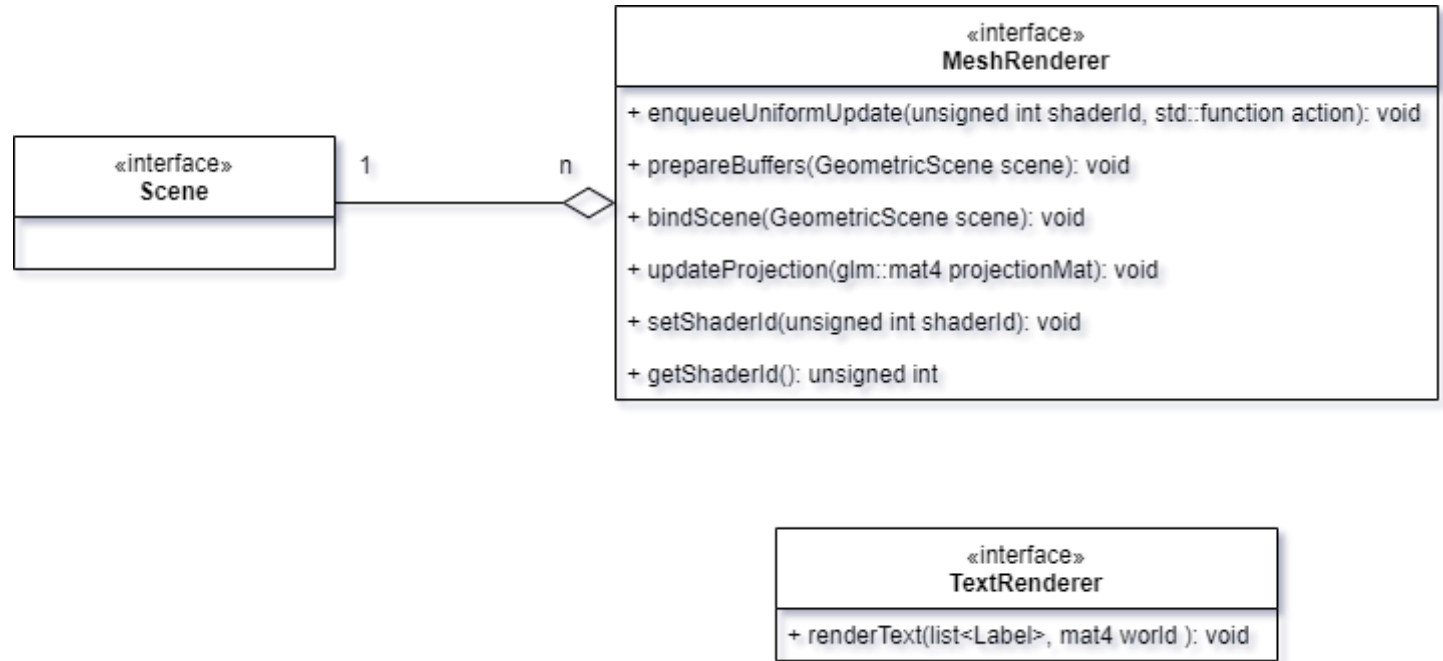 «interface»
MeshRenderer
+ enqueueUniformUpdate(unsigned int shaderId, std::function action): void
+ prepareBuffers(GeometricScene scene): void
+ bindScene(GeometricScene scene): void
+ updateProjection(glm::mat4 projectionMat): void
+ setShaderId(unsigned int shaderId): void
+ getShaderId(): unsigned int
«interface»
Scene
1
n
«interface»
TextRenderer
+ renderText(list<Label>, mat4 world ): void